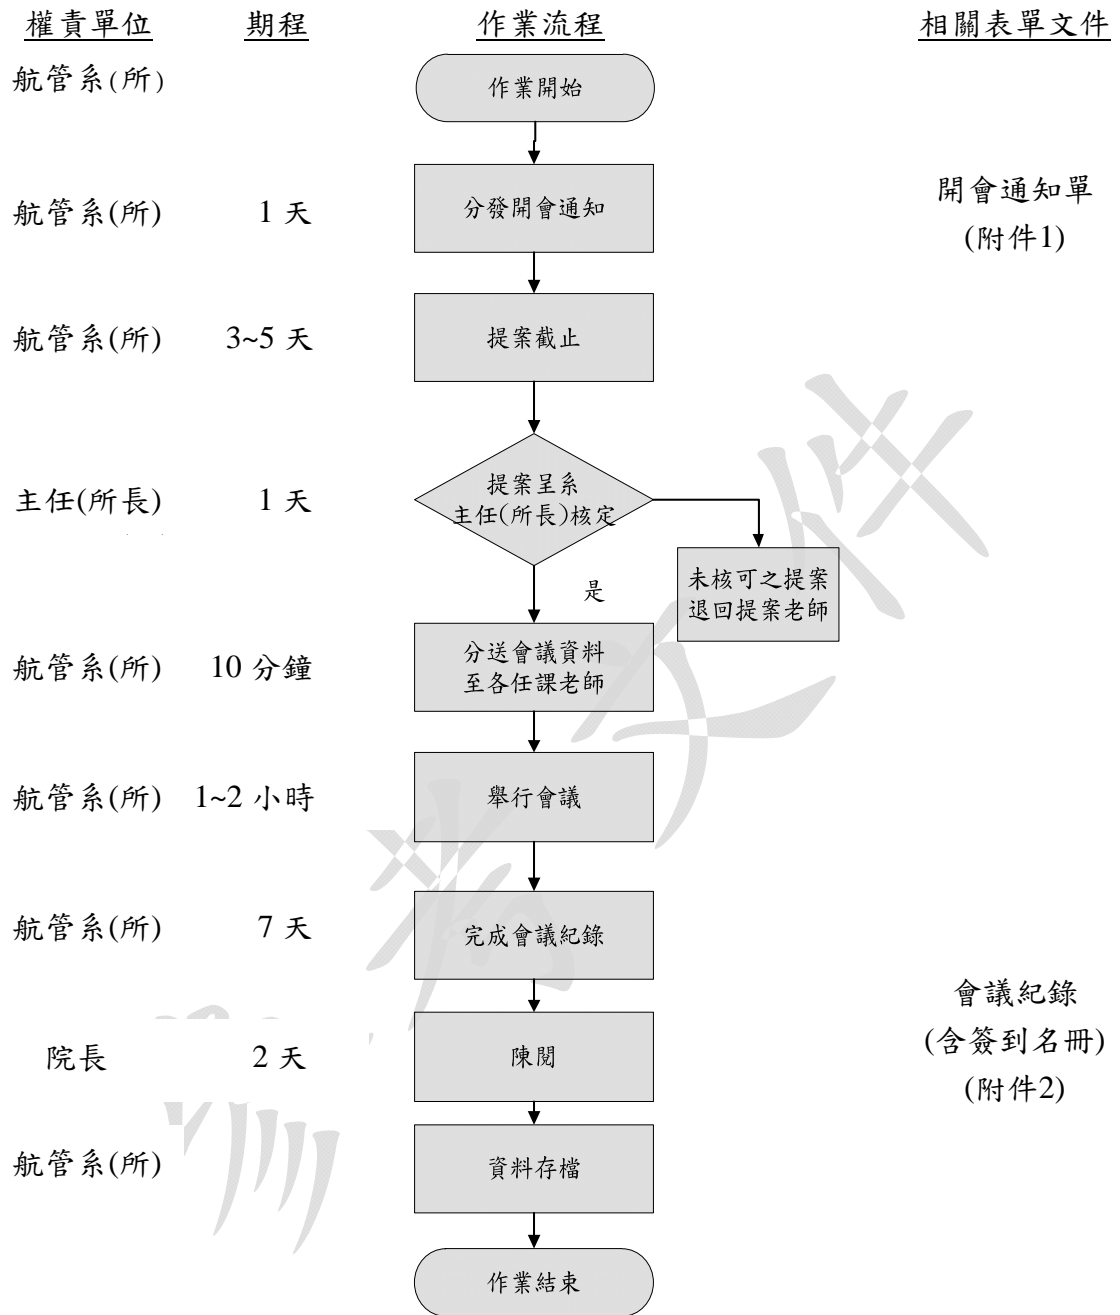 權責單位 期程 作業流程 相關表單文件
航管系(所) 作業開始
航管系(所) 1 天 分發開會通知 開會通知單
(附件1)
航管系(所) 3~5 天 提案截止
主任(所長) 1 天 提案呈系
主任(所長)核定
未核可之提案
退回提案老師
是
航管系(所) 10 分鐘 分送會議資料
至各任課老師
航管系(所) 1~2 小時 舉行會議
航管系(所) 7 天 完成會議紀錄
院長 2 天 陳閱 會議紀錄
(含簽到名冊)
(附件2)
航管系(所) 資料存檔
作業結束